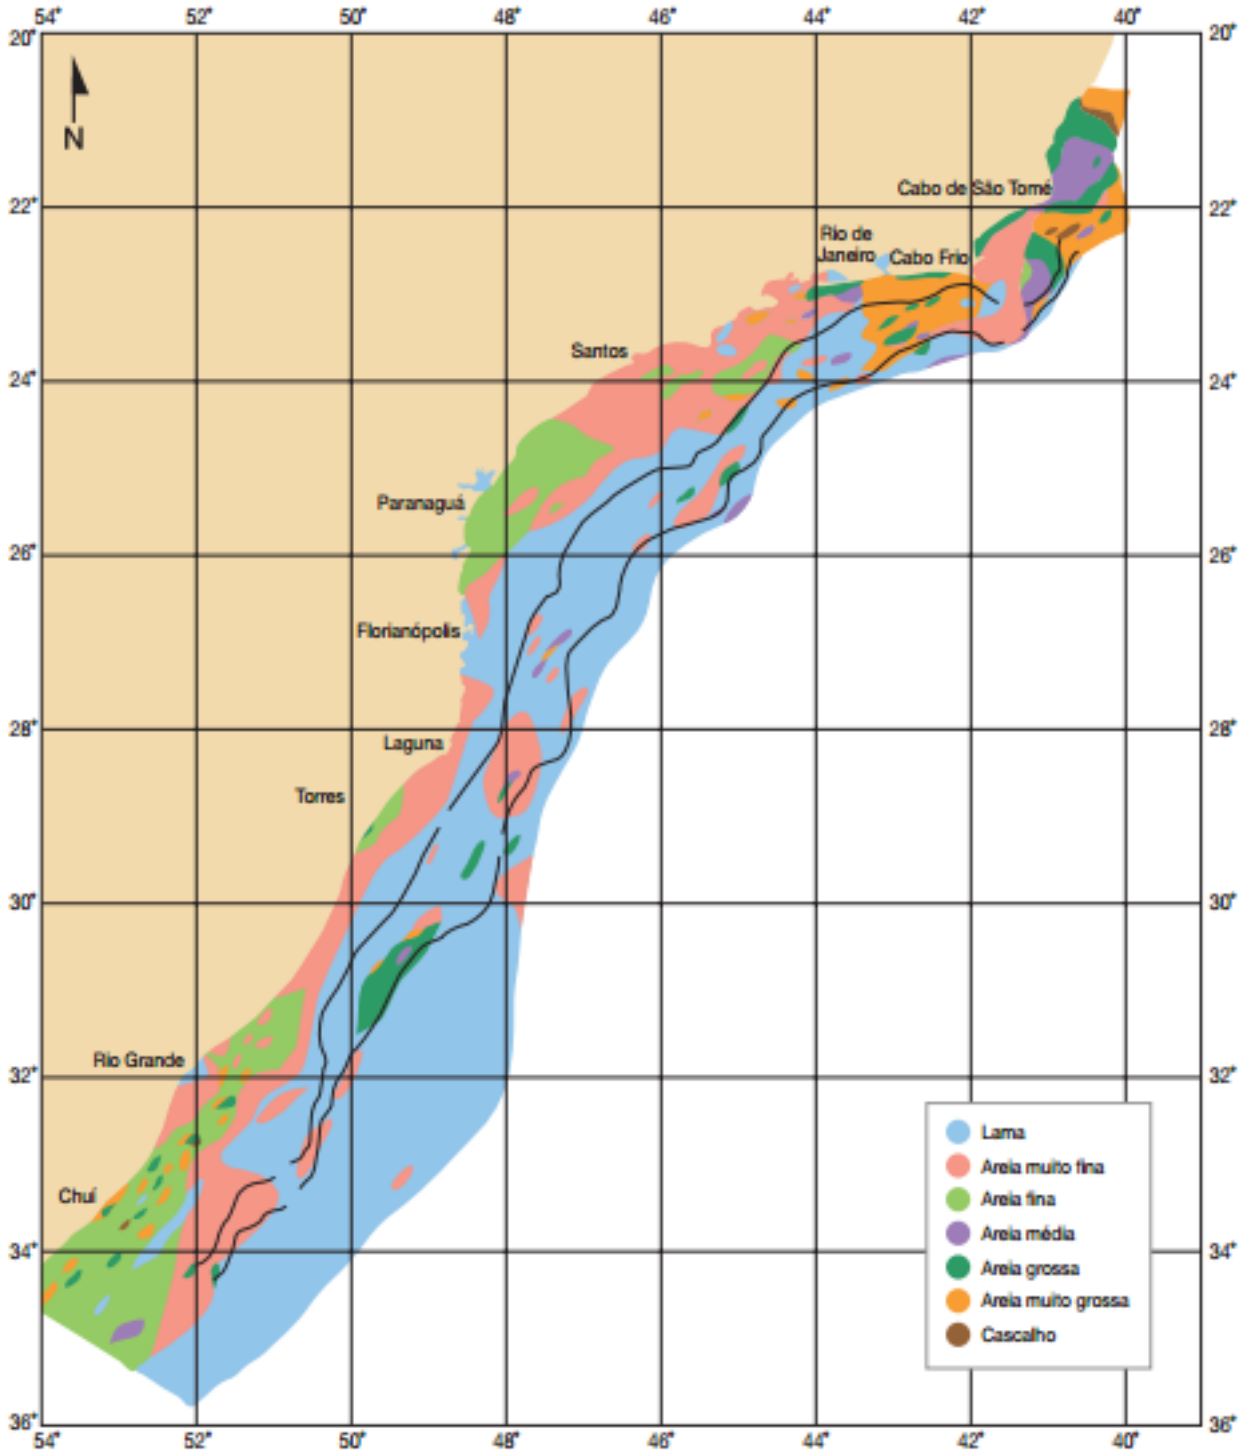 54° 52° 50° 48° 46° 44° 42° 40°
20° 20°
N
Cabo de São Tomé
22° 22°
Rio de
Janeiro Cabo Frio
Santos
24° 24°
Paranaguá
26° 26°
Florianópolis
28° 28°
Laguna
Torres
30° 30°
Rio Grande
32° 32°
Lama
Areia muito fina
Chuí
Areia fina
Areia média
34° 34°
Areia grossa
Areia muito grossa
Cascalho
36° 36°
54° 52° 50° 48° 46° 44° 42° 40°